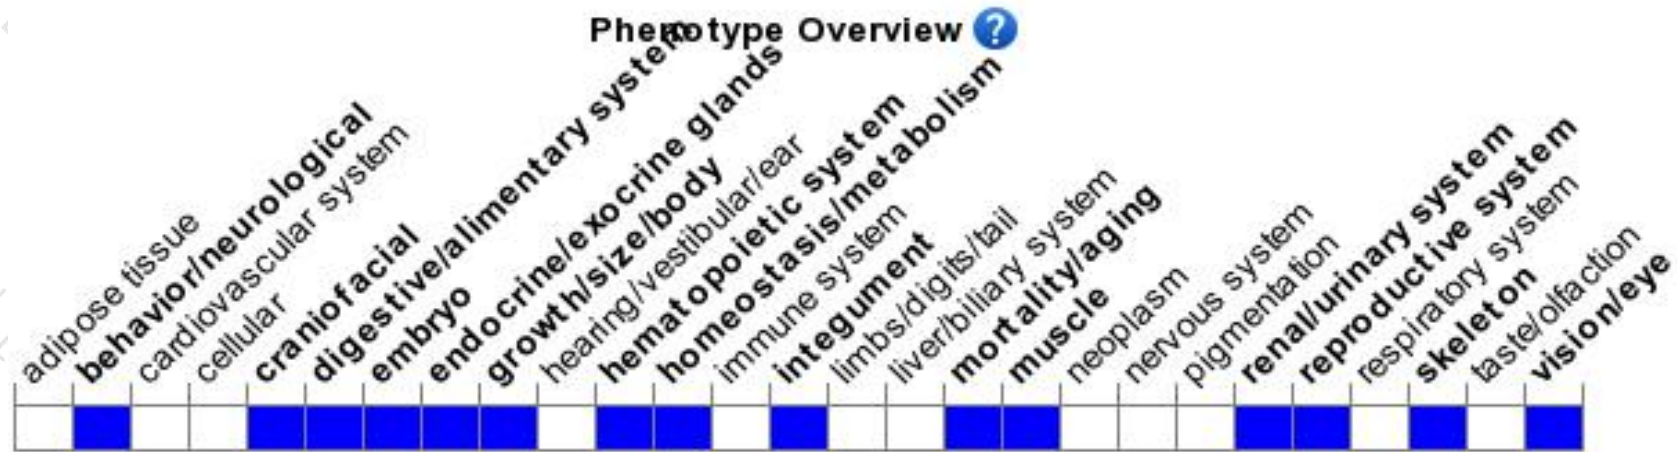 Phenotype Overview ?
adipose tissue
behavior/neurological
cardiovascular system
cellular
craniofacial
digestive/alimentary system
embryo
endocrine/exocrine glands
growth/size/body
hearing/vestibular/ear
hematopoietic system
homeostasis/metabolism
immune system
integument
limbs/digits/tail
liver/biliary system
mortality/aging
muscle
neoplasm
nervous system
pigmentation
renal/urinary system
reproductive system
respiratory system
skeleton
taste/olfaction
vision/eye